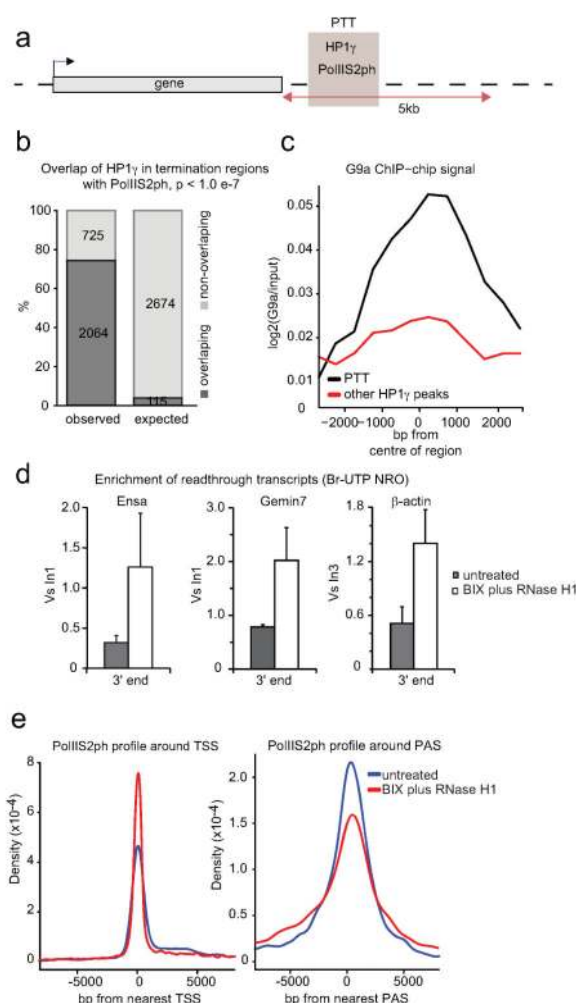 a
PTT
HP1γ
PolIIS2ph
gene
5kb
b
Overlap of HP1γ in termination regions
with PolIIS2ph, p < 1.0 e-7
100
80
60
40
20
0
%
725
2064
2674
115
observed
expected
overlapping
non-overlaping
c
G9a ChIP−chip signal
0.05
0.04
0.03
0.02
0.01
log2(G9a/input)
PTT
other HP1γ peaks
−2000
−1000
0
1000
2000
bp from
centre of region
d
Enrichment of readthrough transcripts (Br-UTP NRO)
Ensa
Gemin7
β-actin
2.0
1.5
1.0
0.5
0
Vs In1
3' end
3.0
2.0
1.0
0
Vs In1
3' end
1.8
1.2
0.6
0
Vs In3
3' end
untreated
BIX plus RNase H1
e
PolIIS2ph profile around TSS
8
6
4
2
0
Density (x10-4)
-5000
0
5000
bp from nearest TSS
PolIIS2ph profile around PAS
2.0
1.5
1.0
0.5
0
Density (x10-4)
-5000
0
5000
bp from nearest PAS
untreated
BIX plus RNase H1